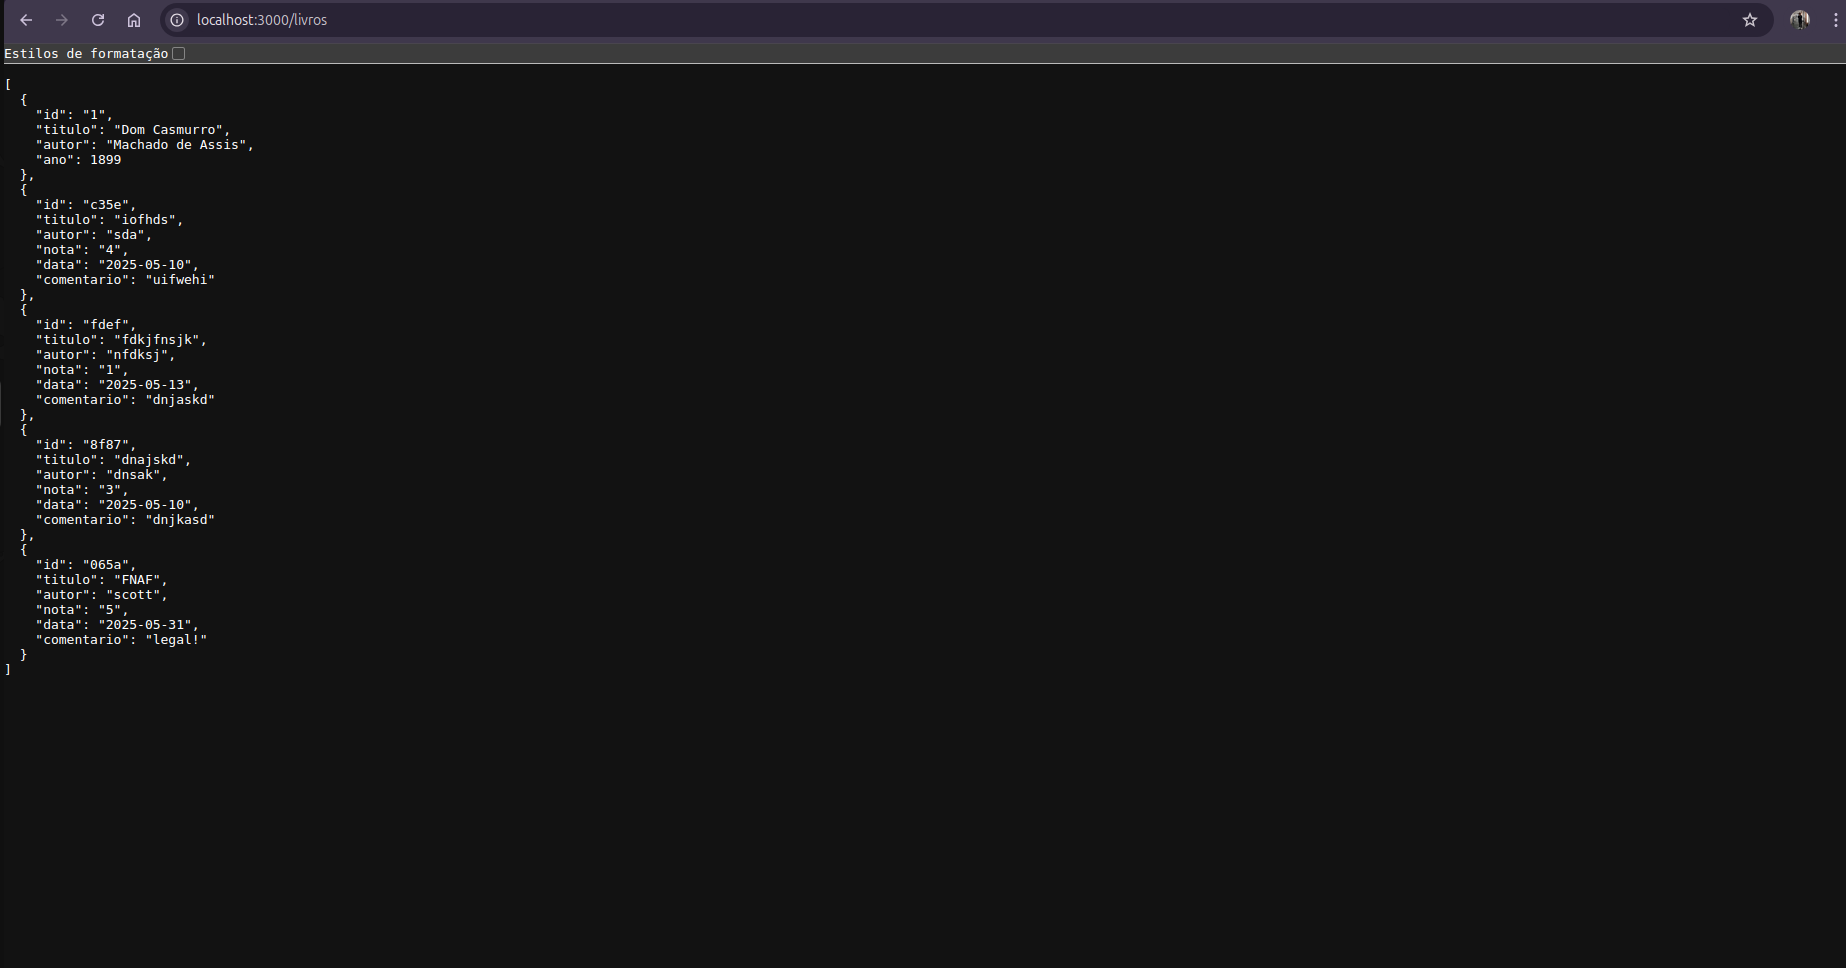 localhost:3000/livros
Estilos de formatação
[
  {
    "id": "1",
    "titulo": "Dom Casmurro",
    "autor": "Machado de Assis",
    "ano": 1899
  },
  {
    "id": "c35e",
    "titulo": "iofhds",
    "autor": "sda",
    "nota": "4",
    "data": "2025-05-10",
    "comentario": "uifwehi"
  },
  {
    "id": "fdef",
    "titulo": "fdkjfnsjk",
    "autor": "nfdksj",
    "nota": "1",
    "data": "2025-05-13",
    "comentario": "dnjaskd"
  },
  {
    "id": "8f87",
    "titulo": "dnajskd",
    "autor": "dnsak",
    "nota": "3",
    "data": "2025-05-10",
    "comentario": "dnjkasd"
  },
  {
    "id": "065a",
    "titulo": "FNAF",
    "autor": "scott",
    "nota": "5",
    "data": "2025-05-31",
    "comentario": "legal!"
  }
]